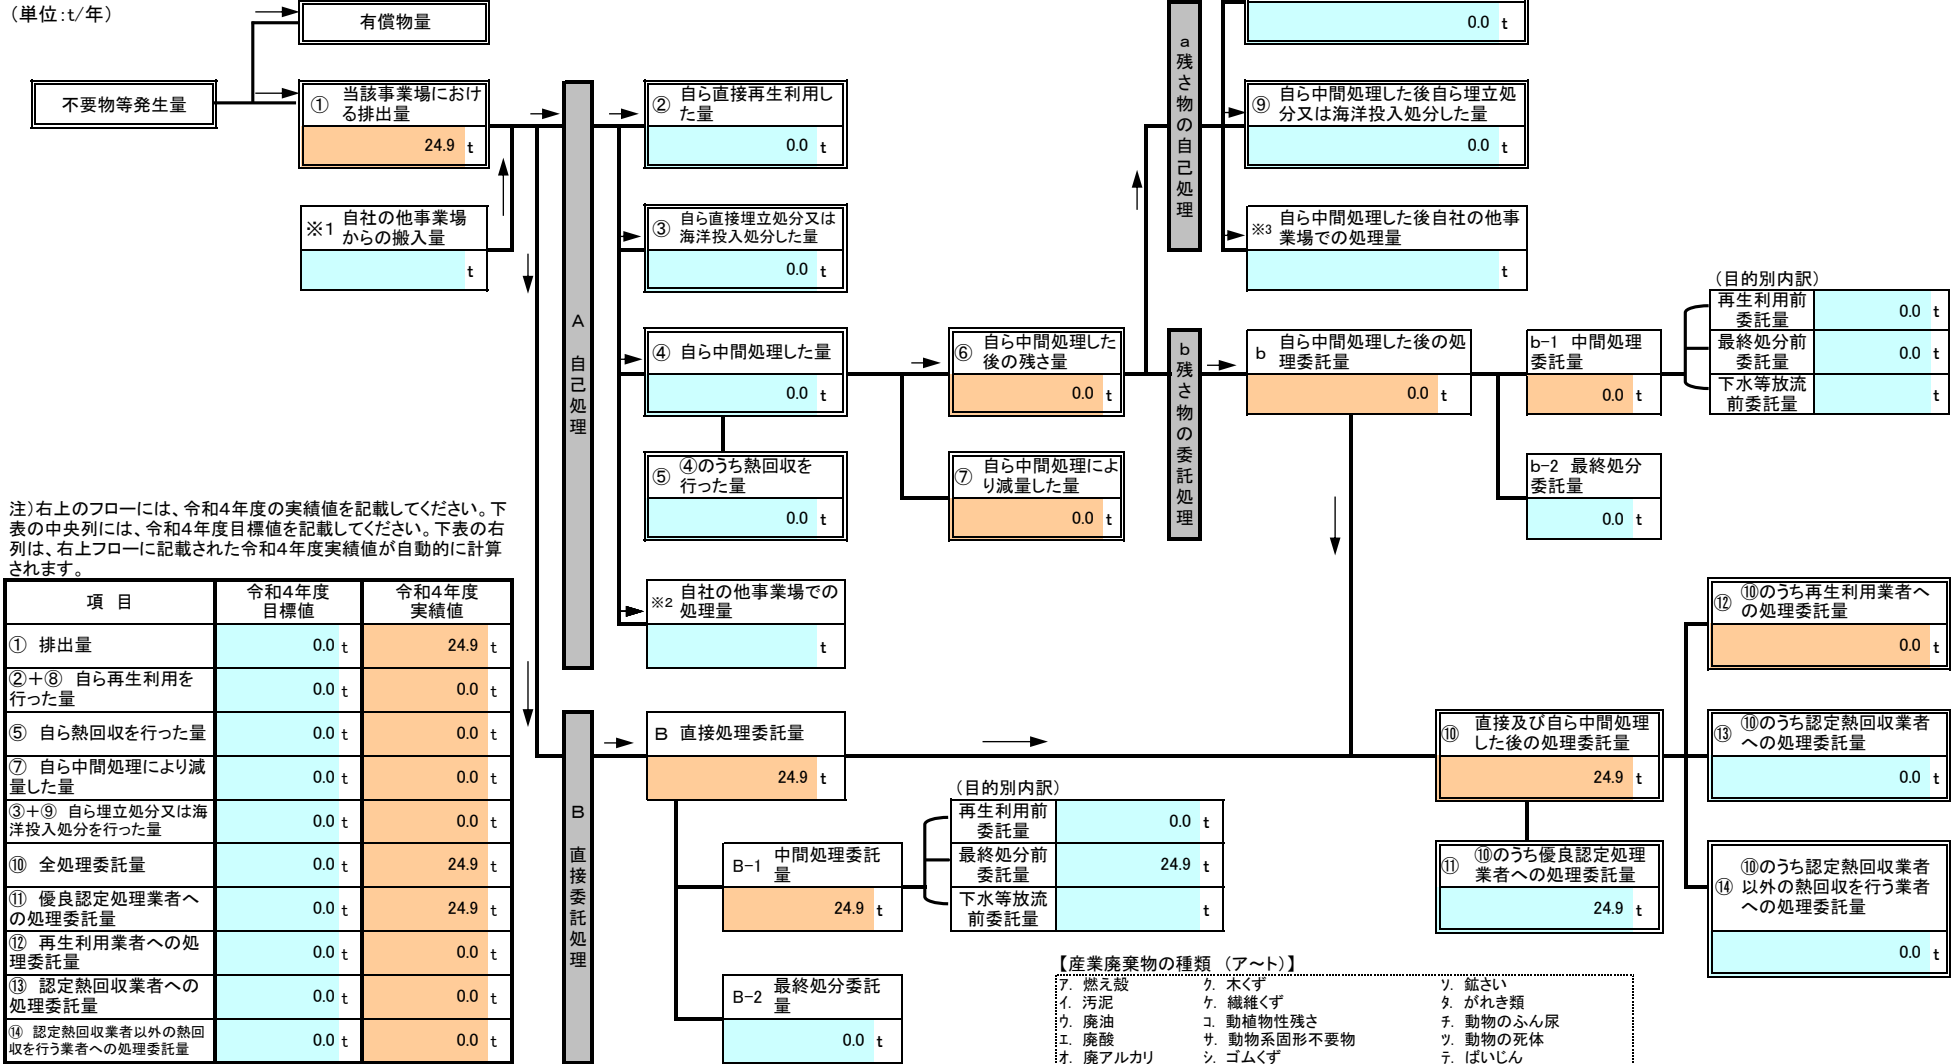 (単位:t/年)
有償物量
不要物等発生量
① 当該事業場におけ
る排出量
24.9 t
※1 自社の他事業場
からの搬入量
t
A 自己処理
② 自ら直接再生利用し
た量
0.0 t
③ 自ら直接埋立処分又は
海洋投入処分した量
0.0 t
④ 自ら中間処理した量
0.0 t
⑤ ④のうち熱回収を
行った量
0.0 t
※2 自社の他事業場での
処理量
t
⑥ 自ら中間処理した
後の残さ量
0.0 t
⑦ 自ら中間処理によ
り減量した量
0.0 t
a 残さ物の自己処理
0.0 t
⑨ 自ら中間処理した後自ら埋立処
分又は海洋投入処分した量
0.0 t
※3 自ら中間処理した後自社の他事
業場での処理量
t
b 残さ物の委託処理
b 自ら中間処理した後の処
理委託量
0.0 t
b-1 中間処理
委託量
0.0 t
b-2 最終処分
委託量
0.0 t
(目的別内訳)
再生利用前
委託量 0.0 t
最終処分前
委託量 0.0 t
下水等放流
前委託量 t
注)右上のフローには、令和4年度の実績値を記載してください。下
表の中央列には、令和4年度目標値を記載してください。下表の右
列は、右上フローに記載された令和4年度実績値が自動的に計算
されます。
項 目 令和4年度
目標値 令和4年度
実績値
① 排出量 0.0 t 24.9 t
②+⑧ 自ら再生利用を
行った量 0.0 t 0.0 t
⑤ 自ら熱回収を行った量 0.0 t 0.0 t
⑦ 自ら中間処理により減
量した量 0.0 t 0.0 t
③+⑨ 自ら埋立処分又は海
洋投入処分を行った量 0.0 t 0.0 t
⑩ 全処理委託量 0.0 t 24.9 t
⑪ 優良認定処理業者へ
の処理委託量 0.0 t 24.9 t
⑫ 再生利用業者への処
理委託量 0.0 t 0.0 t
⑬ 認定熱回収業者への
処理委託量 0.0 t 0.0 t
⑭ 認定熱回収業者以外の熱回
収を行う業者への処理委託量 0.0 t 0.0 t
B 直接委託処理
B 直接処理委託量
24.9 t
B-1 中間処理委託
量
24.9 t
B-2 最終処分委託
量
0.0 t
(目的別内訳)
再生利用前
委託量 0.0 t
最終処分前
委託量 24.9 t
下水等放流
前委託量 t
⑩ 直接及び自ら中間処理
した後の処理委託量
24.9 t
⑪ ⑩のうち優良認定処理
業者への処理委託量
24.9 t
⑫ ⑩のうち再生利用業者へ
の処理委託量
0.0 t
⑬ ⑩のうち認定熱回収業者
への処理委託量
0.0 t
⑭ ⑩のうち認定熱回収業者
以外の熱回収を行う業者
への処理委託量
0.0 t
【産業廃棄物の種類 (ア~ト)】
ア. 燃え殻 ク. 木くず ソ. 鉱さい
イ. 汚泥 ケ. 繊維くず タ. がれき類
ウ. 廃油 コ. 動植物性残さ チ. 動物のふん尿
エ. 廃酸 サ. 動物系固形不要物 ツ. 動物の死体
オ. 廃アルカリ シ. ゴムくず テ. ばいじん